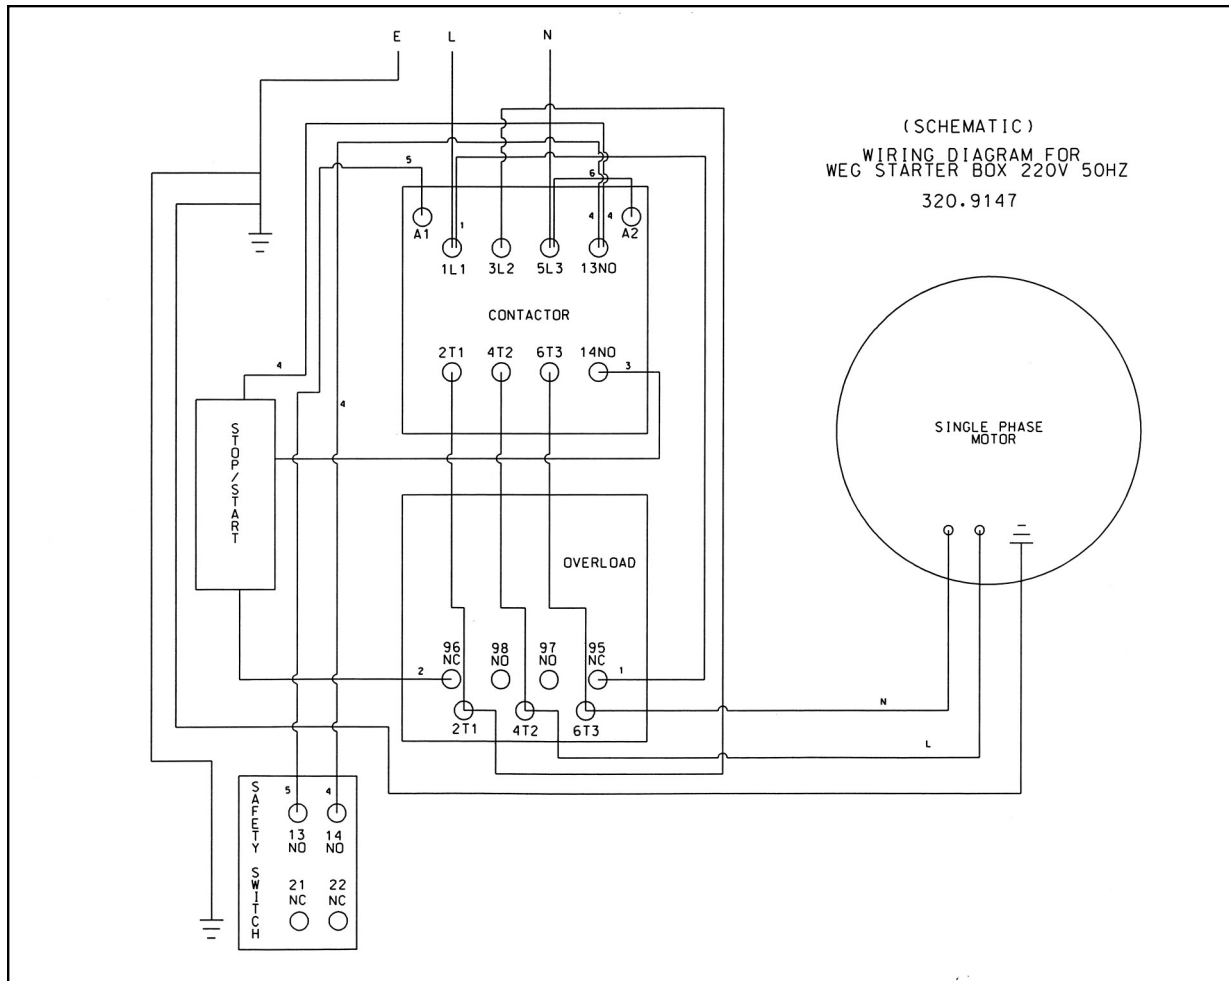 E L N
(SCHEMATIC)
WIRING DIAGRAM FOR
WEG STARTER BOX 220V 50HZ
320.9147
5
6
1
4 4
A1 A2
1L1 3L2 5L3 13NO
CONTACTOR
2T1 4T2 6T3 14NO
3
4
4
STOP/START
SINGLE PHASE
MOTOR
OVERLOAD
96 98 97 95
NC NO NO NC
2 1
2T1 4T2 6T3
N
L
SAFETY SWITCH
5 4
13 14
NO NO
21 22
NC NC